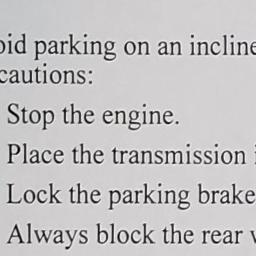 oid parking on an incline
cautions:
Stop the engine.
Place the transmission i
Lock the parking brake
Always block the rear w